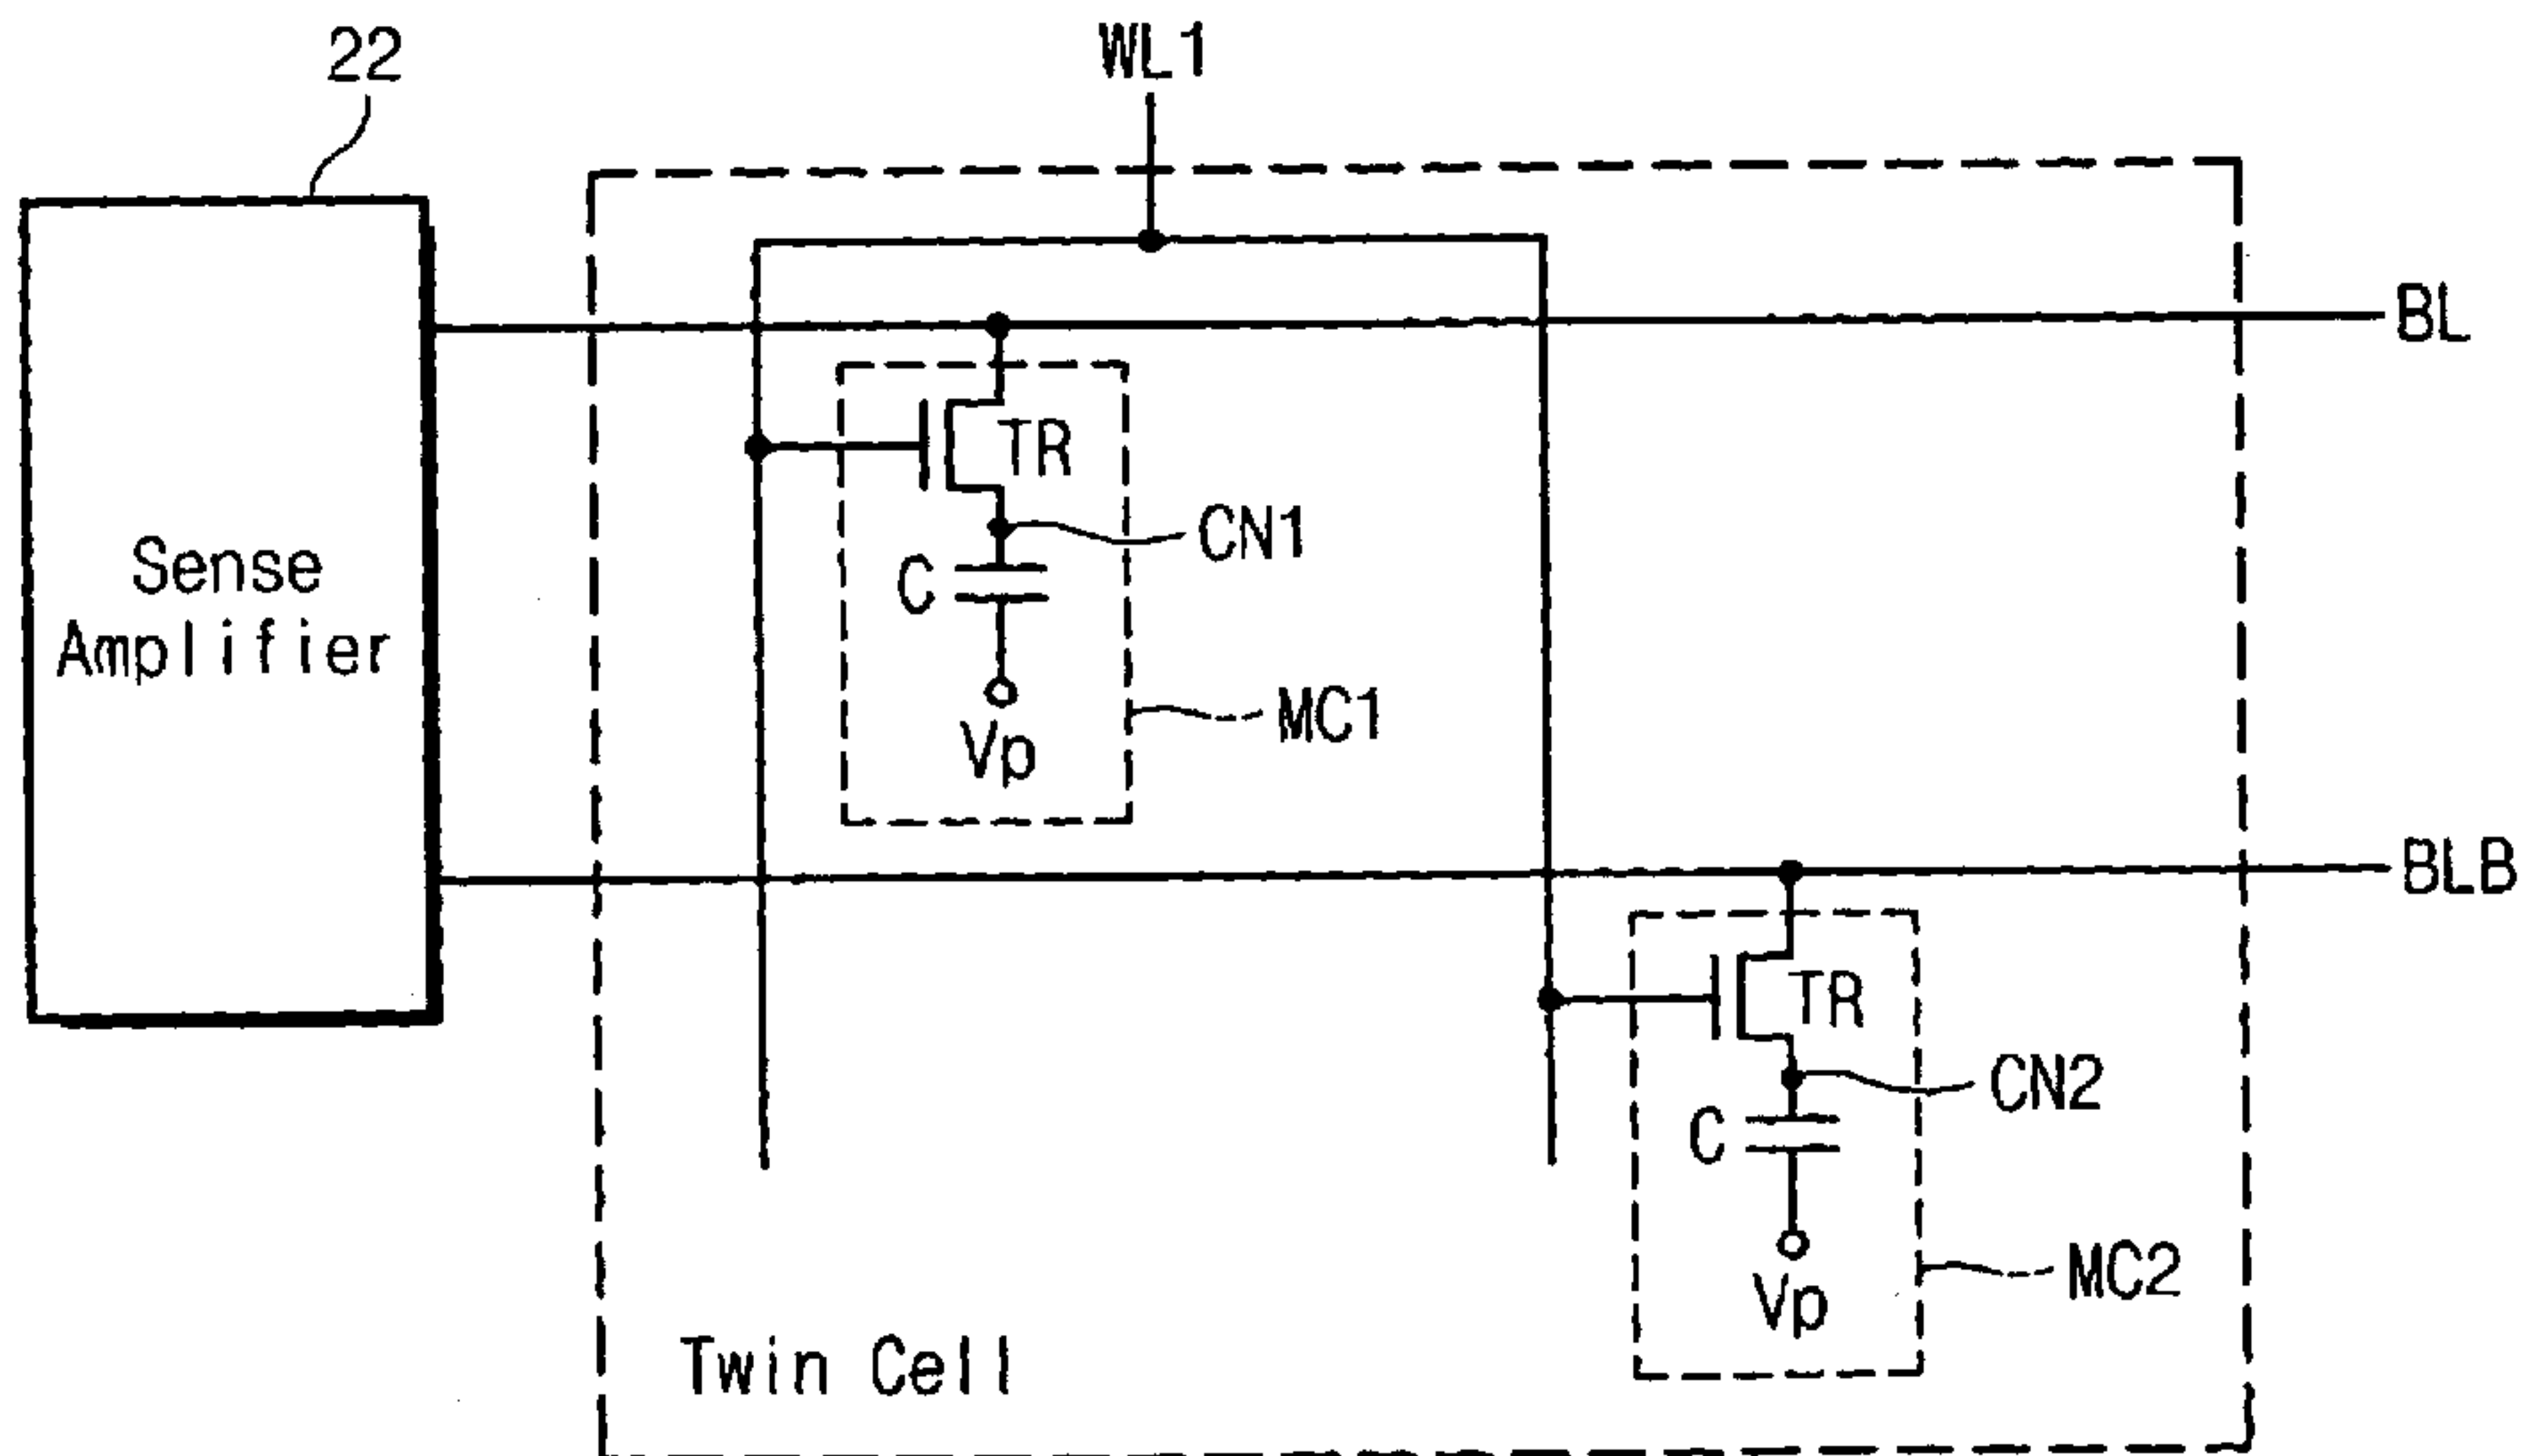 22
WL1
BL
TR
CN1
C
Sense
Amplifier
MC1
Vp
BLB
TR
CN2
C
MC2
Vp
Twin Cell